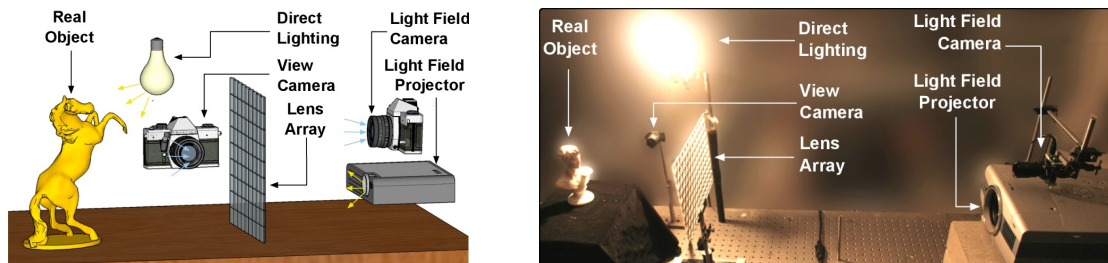 Real
Object
Direct
Lighting
View
Camera
Lens
Array
Light Field
Camera
Light Field
Projector
Real
Object
Direct
Lighting
View
Camera
Lens
Array
Light Field
Camera
Light Field
Projector